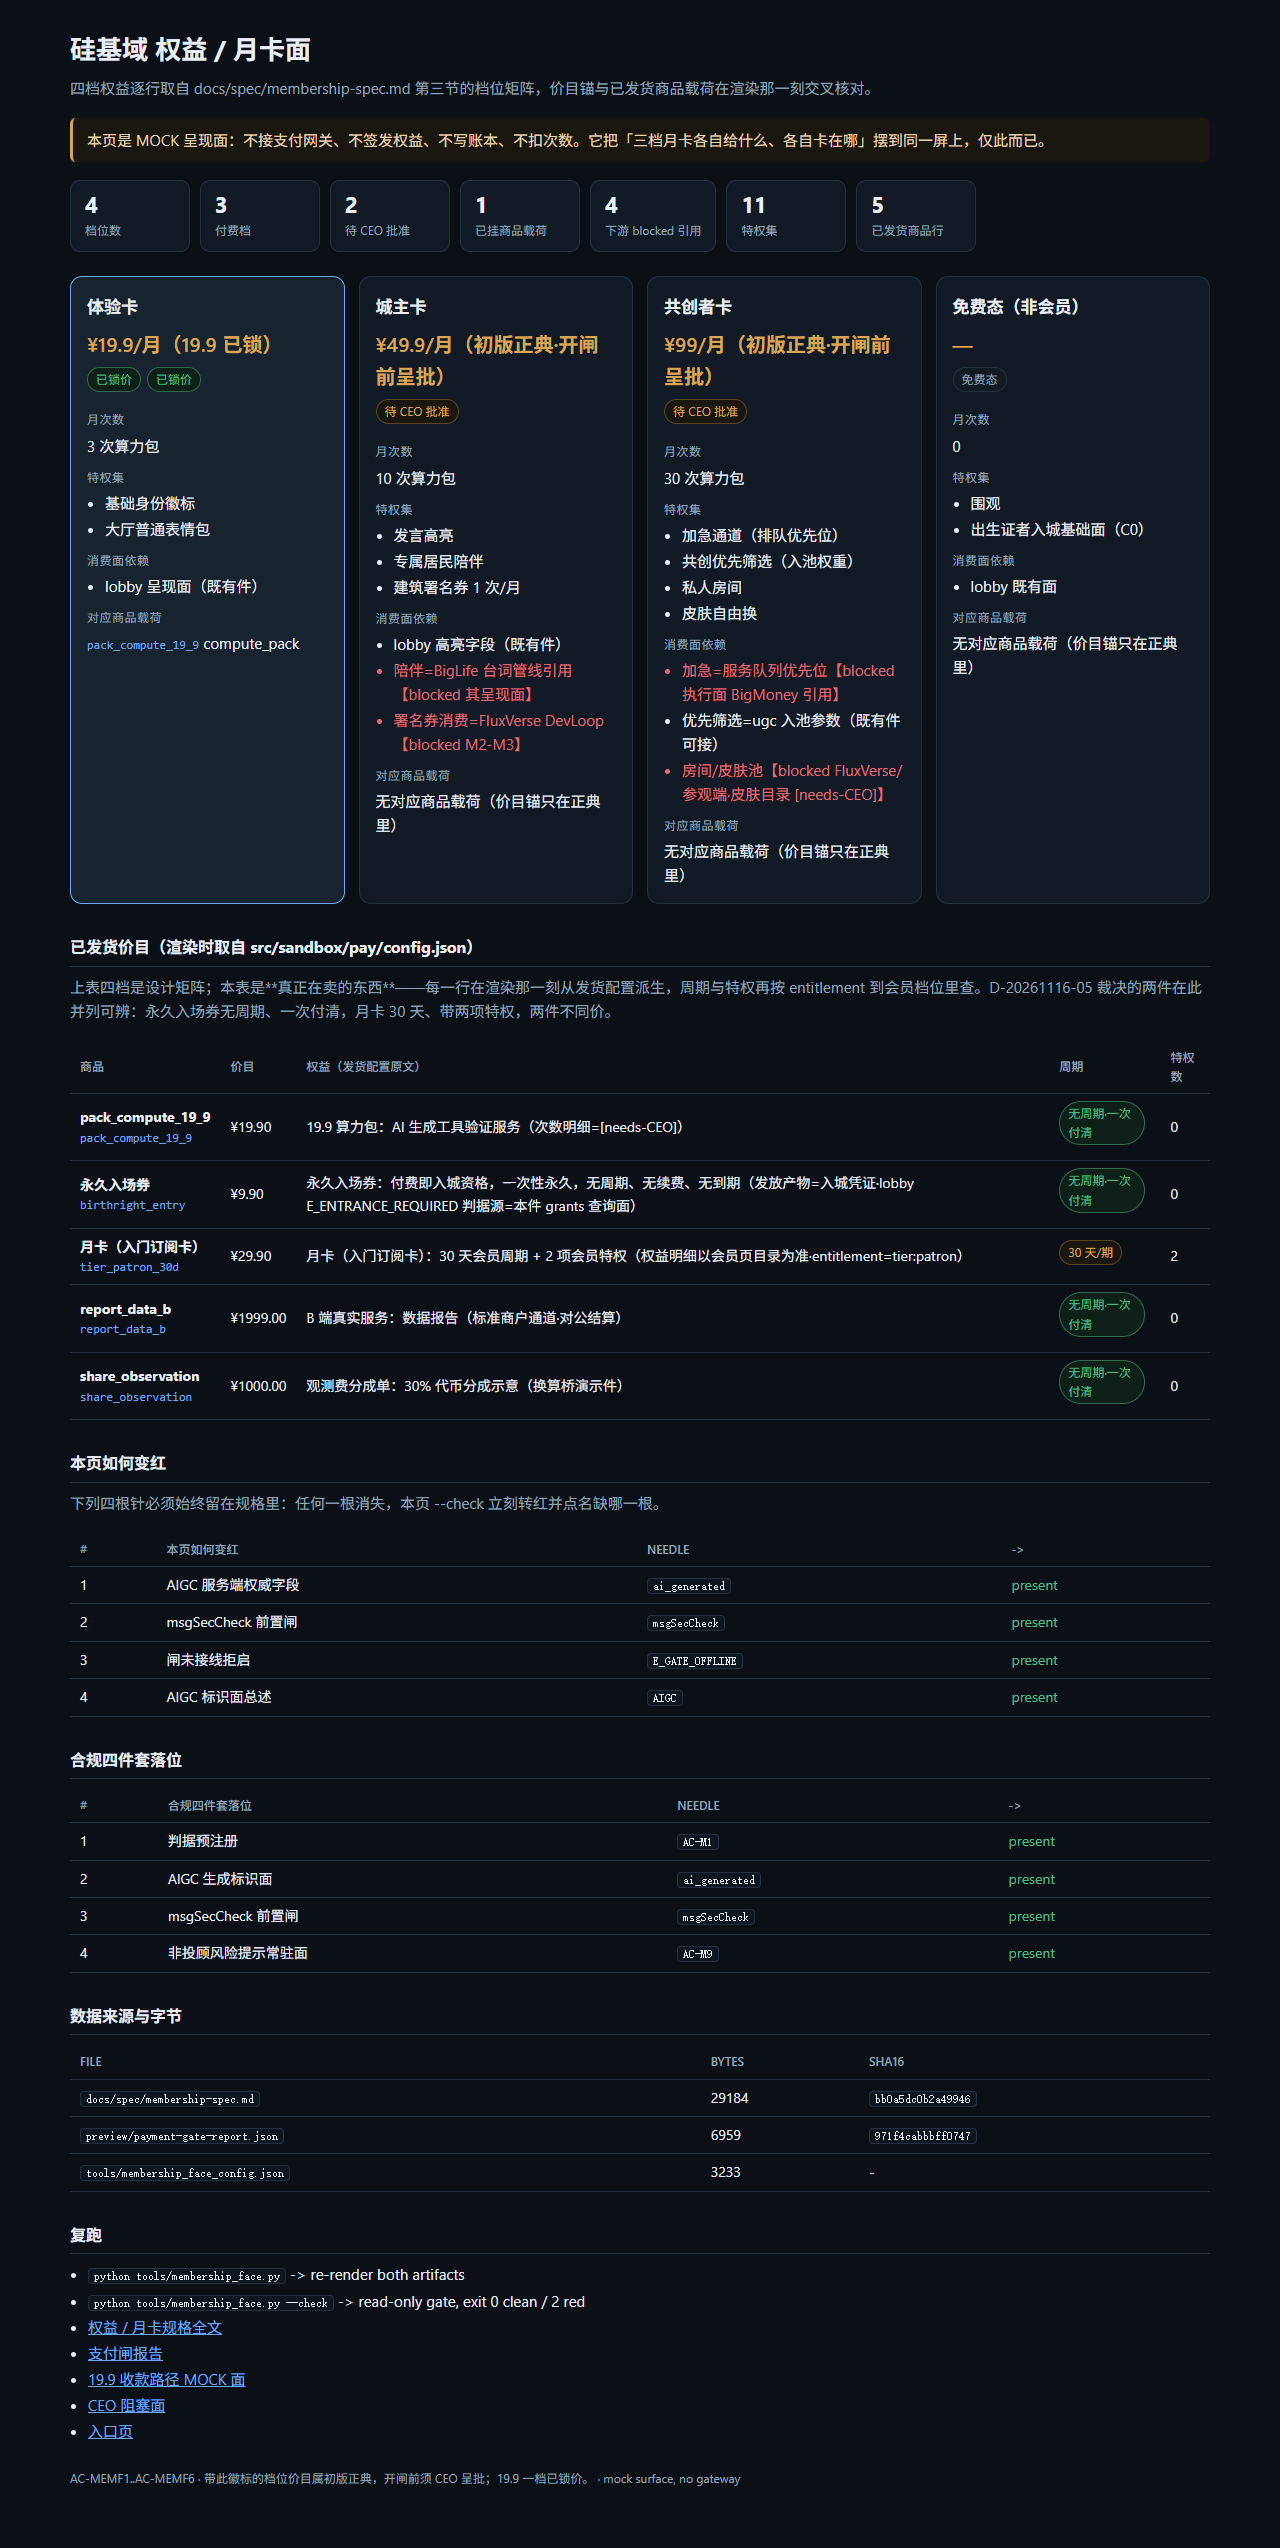 硅基域 权益 / 月卡面
四档权益逐行取自 docs/spec/membership-spec.md 第三节的档位矩阵，价目锚与已发货商品载荷在渲染那一刻交叉核对。
本页是 MOCK 呈现面：不接支付网关、不签发权益、不写账本、不扣次数。它把「三档月卡各自给什么、各自卡在哪」摆到同一屏上，仅此而已。
4
档位数
3
付费档
2
待 CEO 批准
1
已挂商品载荷
4
下游 blocked 引用
11
特权集
5
已发货商品行
体验卡
¥19.9/月（19.9 已锁）
已锁价 已锁价
月次数
3 次算力包
特权集
• 基础身份徽标
• 大厅普通表情包
消费面依赖
• lobby 呈现面（既有件）
对应商品载荷
pack_compute_19_9 compute_pack
城主卡
¥49.9/月（初版正典·开闸
前呈批）
待 CEO 批准
月次数
10 次算力包
特权集
• 发言高亮
• 专属居民陪伴
• 建筑署名券 1 次/月
消费面依赖
• lobby 高亮字段（既有件）
• 陪伴=BigLife 台词管线引用
【blocked 其呈现面】
• 署名券消费=FluxVerse DevLoop
【blocked M2-M3】
对应商品载荷
无对应商品载荷（价目锚只在正典
里）
共创者卡
¥99/月（初版正典·开闸前
呈批）
待 CEO 批准
月次数
30 次算力包
特权集
• 加急通道（排队优先位）
• 共创优先筛选（入池权重）
• 私人房间
• 皮肤自由换
消费面依赖
• 加急=服务队列优先位【blocked
执行面 BigMoney 引用】
• 优先筛选=ugc 入池参数（既有件
可接）
• 房间/皮肤池【blocked FluxVerse/
参观端·皮肤目录 [needs-CEO]】
对应商品载荷
无对应商品载荷（价目锚只在正典
里）
免费态（非会员）
—
免费态
月次数
0
特权集
• 围观
• 出生证者入城基础面（C0）
消费面依赖
• lobby 既有面
对应商品载荷
无对应商品载荷（价目锚只在正典
里）
已发货价目（渲染时取自 src/sandbox/pay/config.json）
上表四档是设计矩阵；本表是**真正在卖的东西**——每一行在渲染那一刻从发货配置派生，周期与特权再按 entitlement 到会员档位里查。D-20261116-05 裁决的两件在此
并列可辨：永久入场券无周期、一次付清，月卡 30 天、带两项特权，两件不同价。
商品 价目 权益（发货配置原文） 周期 特权
数
pack_compute_19_9
pack_compute_19_9 ¥19.90 19.9 算力包：AI 生成工具验证服务（次数明细=[needs-CEO]） 无周期·一次
付清 0
永久入场券
birthright_entry ¥9.90 永久入场券：付费即入城资格，一次性永久，无周期、无续费、无到期（发放产物=入城凭证·lobby
E_ENTRANCE_REQUIRED 判据源=本件 grants 查询面） 无周期·一次
付清 0
月卡（入门订阅卡）
tier_patron_30d ¥29.90 月卡（入门订阅卡）：30 天会员周期 + 2 项会员特权（权益明细以会员页目录为准·entitlement=tier:patron） 30 天/期 2
report_data_b
report_data_b ¥1999.00 B 端真实服务：数据报告（标准商户通道·对公结算） 无周期·一次
付清 0
share_observation
share_observation ¥1000.00 观测费分成单：30% 代币分成示意（换算桥演示件） 无周期·一次
付清 0
本页如何变红
下列四根针必须始终留在规格里：任何一根消失，本页 --check 立刻转红并点名缺哪一根。
# 本页如何变红 NEEDLE ->
1 AIGC 服务端权威字段 ai_generated present
2 msgSecCheck 前置闸 msgSecCheck present
3 闸未接线拒启 E_GATE_OFFLINE present
4 AIGC 标识面总述 AIGC present
合规四件套落位
# 合规四件套落位 NEEDLE ->
1 判据预注册 AC-M1 present
2 AIGC 生成标识面 ai_generated present
3 msgSecCheck 前置闸 msgSecCheck present
4 非投顾风险提示常驻面 AC-M9 present
数据来源与字节
FILE BYTES SHA16
docs/spec/membership-spec.md 29184 bb0a5dc0b2a49946
preview/payment-gate-report.json 6959 971f4cabbbff0747
tools/membership_face_config.json 3233 -
复跑
• python tools/membership_face.py -> re-render both artifacts
• python tools/membership_face.py --check -> read-only gate, exit 0 clean / 2 red
• 权益 / 月卡规格全文
• 支付闸报告
• 19.9 收款路径 MOCK 面
• CEO 阻塞面
• 入口页
AC-MEMF1..AC-MEMF6 · 带此徽标的档位价目属初版正典，开闸前须 CEO 呈批；19.9 一档已锁价。 · mock surface, no gateway